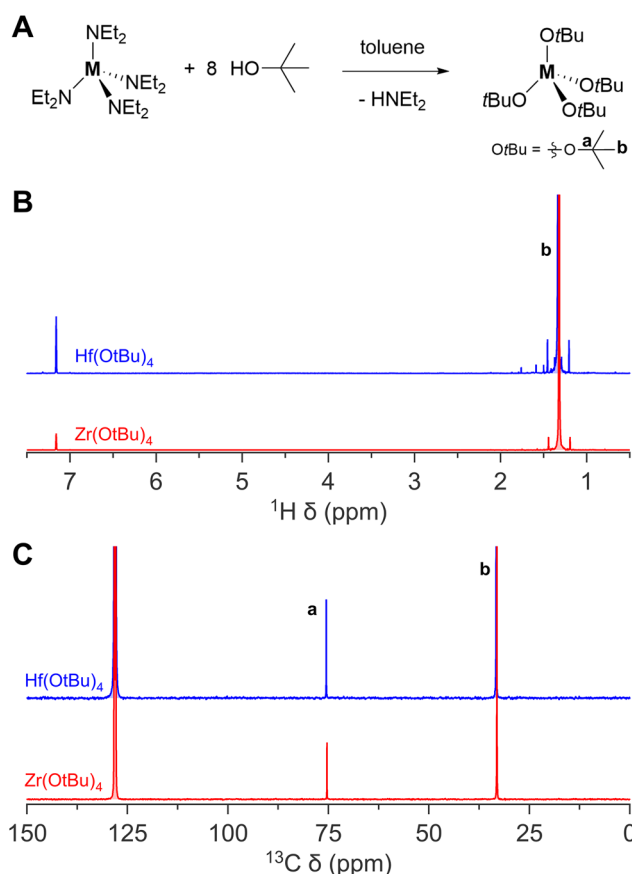 A
NEt₂
M
Et₂N
NEt₂
NEt₂
+ 8 HO
toluene
- HNEt₂
OtBu
M
tBuO
OtBu
OtBu
OtBu = O a b
B
b
Hf(OtBu)₄
Zr(OtBu)₄
7 6 5 4 3 2 1
¹H δ (ppm)
C
b
a
Hf(OtBu)₄
Zr(OtBu)₄
150 125 100 75 50 25 0
¹³C δ (ppm)